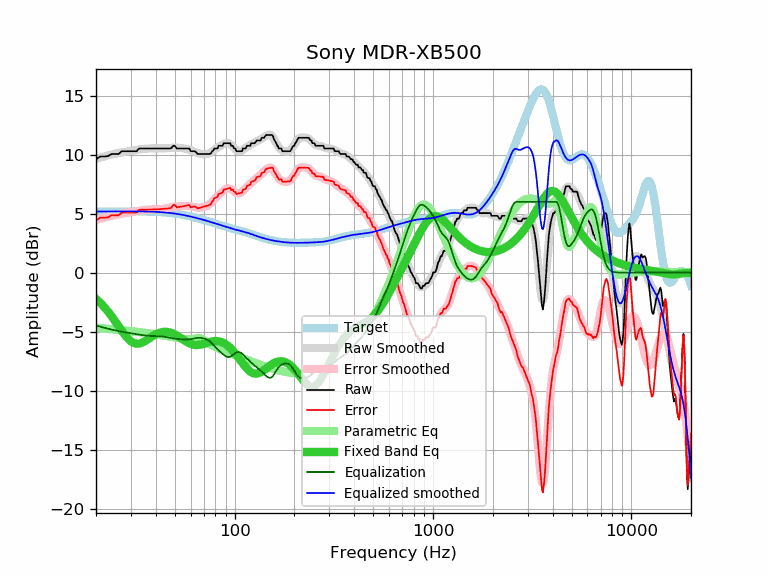 Sony MDR-XB500
Amplitude (dBr)
15
10
5
0
−5
−10
−15
−20
Target
Raw Smoothed
Error Smoothed
Raw
Error
Parametric Eq
Fixed Band Eq
Equalization
Equalized smoothed
100
1000
10000
Frequency (Hz)